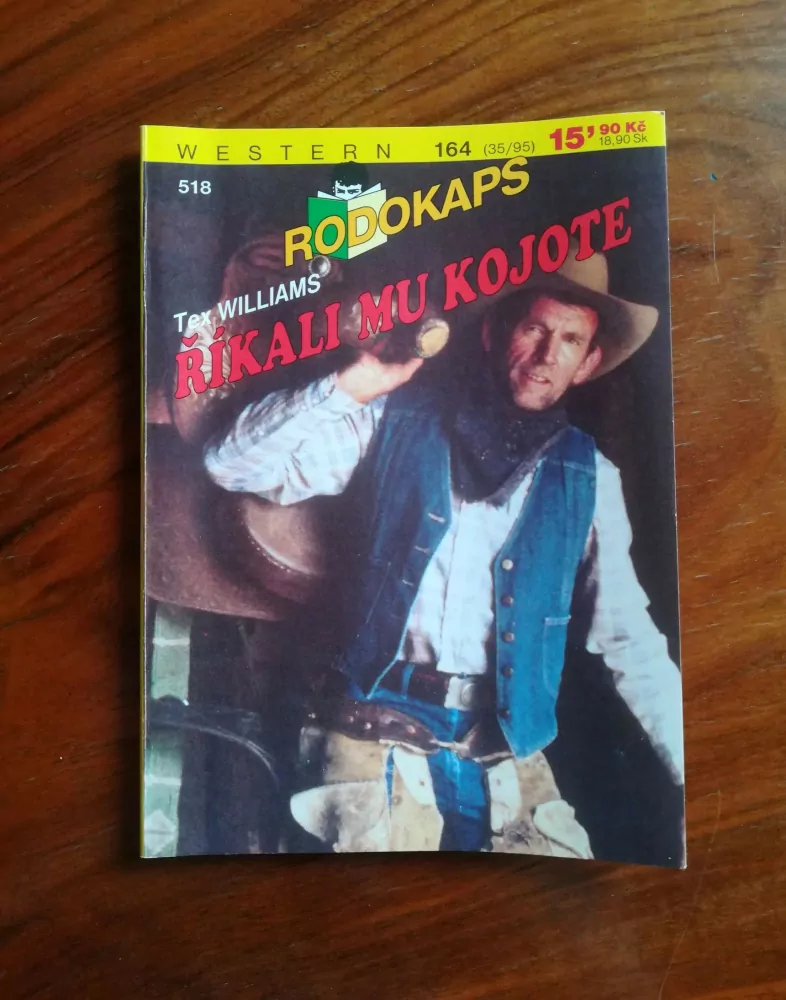 WESTERN 164 (35/95) 15'90 Kč
18,90 Sk
518
RODOKAPS
Tex WILLIAMS
ŘÍKALI MU KOJOTE